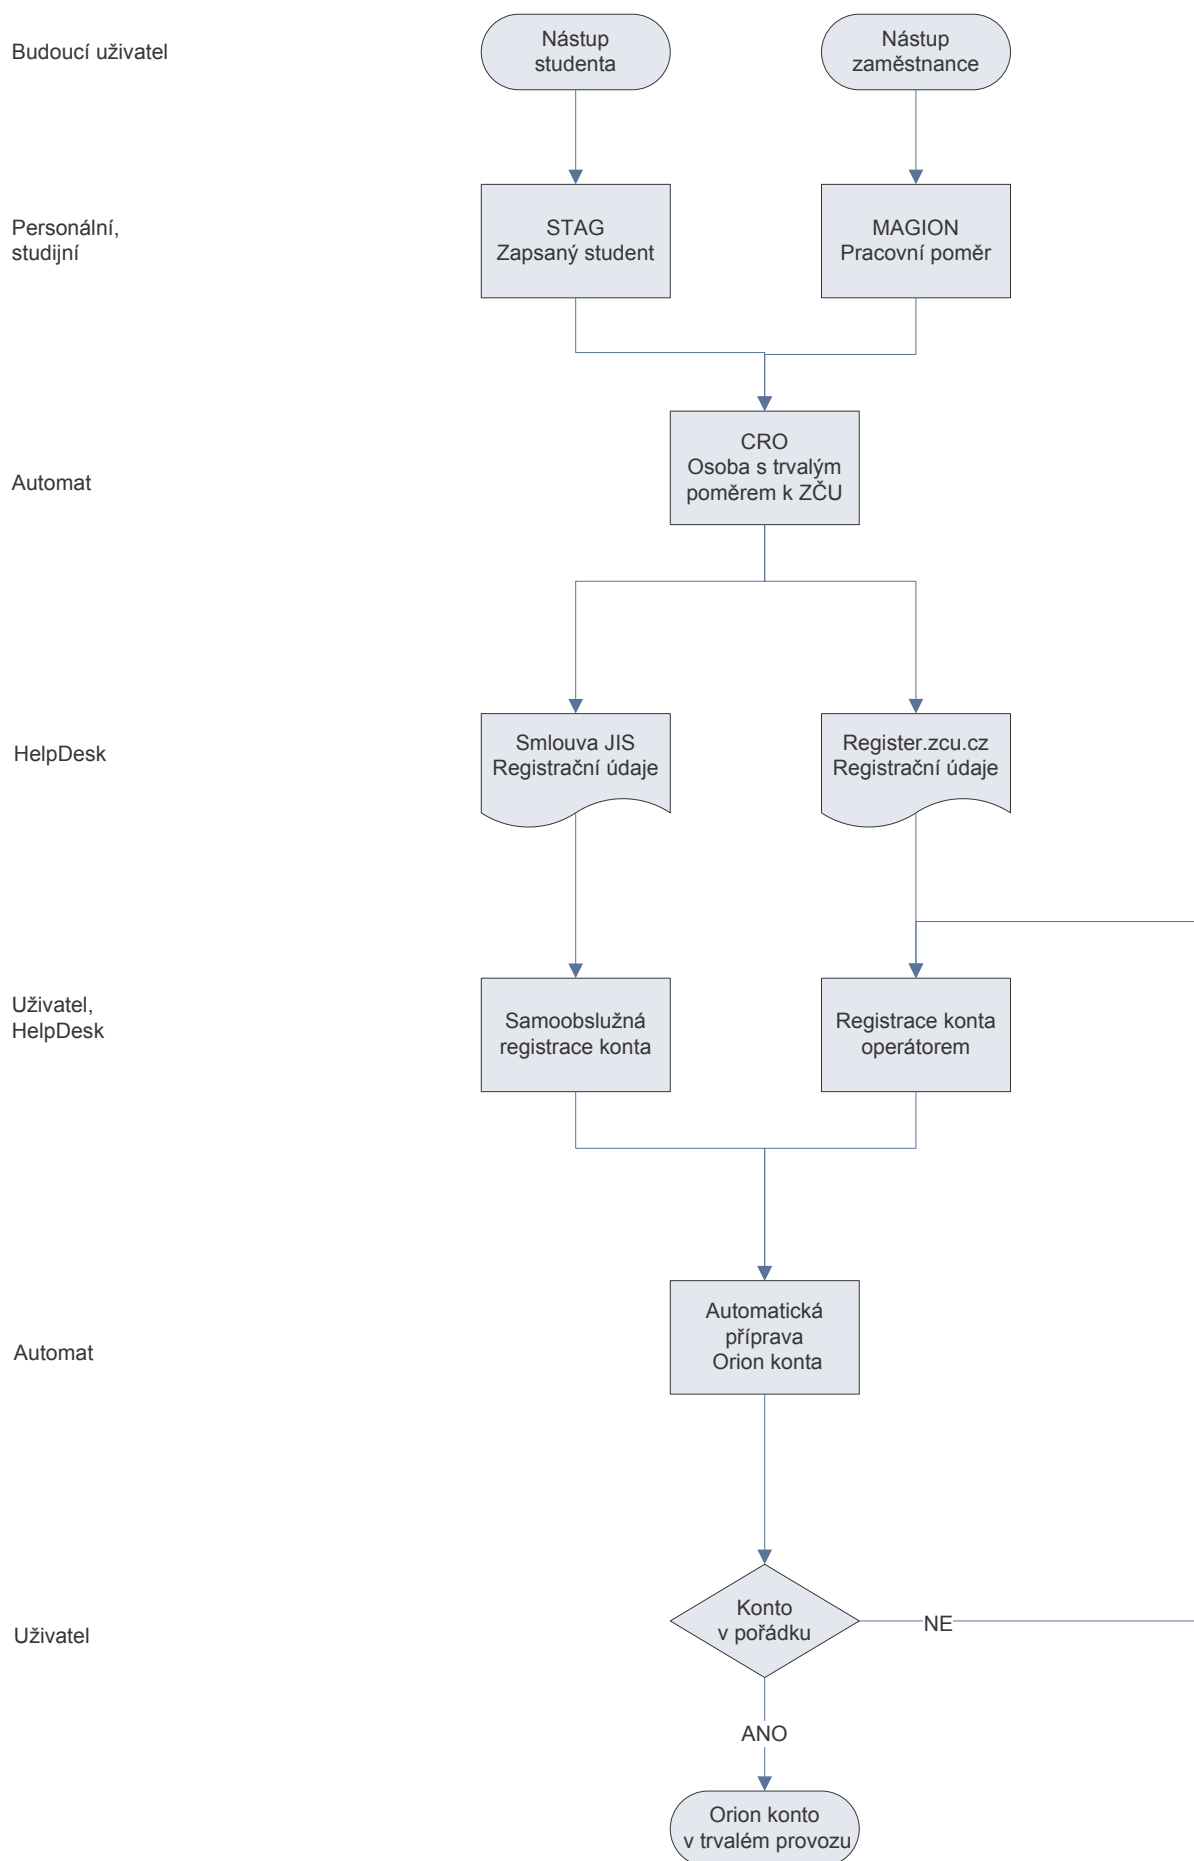 Budoucí uživatel
Nástup
studenta
Nástup
zaměstnance
Personální,
studijní
STAG
Zapsaný student
MAGION
Pracovní poměr
Automat
CRO
Osoba s trvalým
poměrem k ZČU
HelpDesk
Smlouva JIS
Registrační údaje
Register.zcu.cz
Registrační údaje
Uživatel,
HelpDesk
Samoobslužná
registrace konta
Registrace konta
operátorem
Automat
Automatická
příprava
Orion konta
Uživatel
Konto
v pořádku
NE
ANO
Orion konto
v trvalém provozu